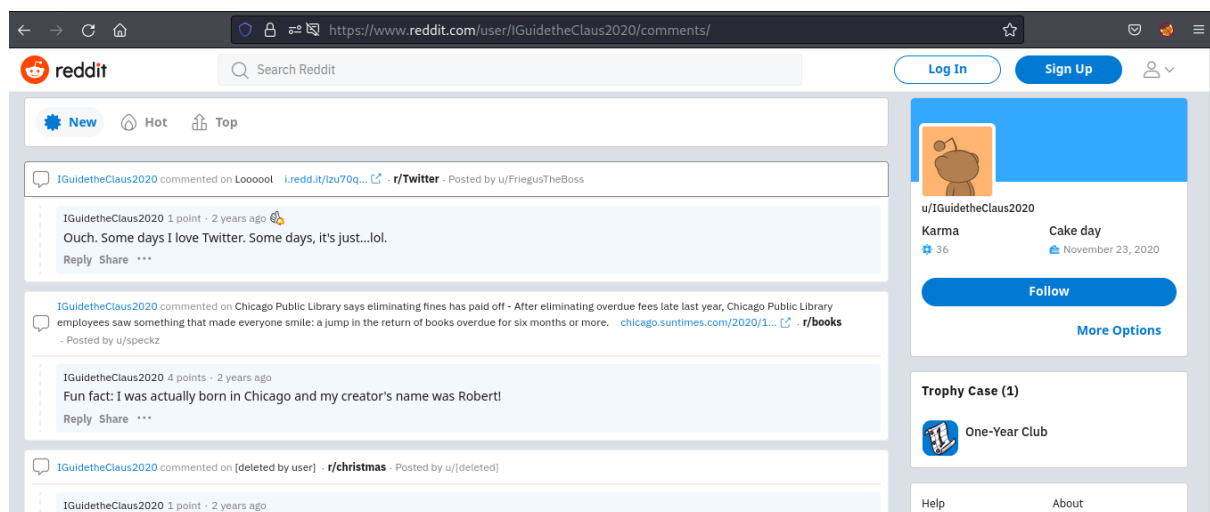 https://www.reddit.com/user/IGuidetheClaus2020/comments/
reddit
Search Reddit
Log In
Sign Up
New
Hot
Top
IGuidetheClaus2020 commented on Loooool i.redd.it/lzu70q... · r/Twitter · Posted by u/FriegusTheBoss
IGuidetheClaus2020 1 point · 2 years ago
Ouch. Some days I love Twitter. Some days, it's just...lol.
Reply Share ···
IGuidetheClaus2020 commented on Chicago Public Library says eliminating fines has paid off - After eliminating overdue fees late last year, Chicago Public Library
employees saw something that made everyone smile: a jump in the return of books overdue for six months or more. chicago.suntimes.com/2020/1... · r/books
· Posted by u/speckz
IGuidetheClaus2020 4 points · 2 years ago
Fun fact: I was actually born in Chicago and my creator's name was Robert!
Reply Share ···
IGuidetheClaus2020 commented on [deleted by user] · r/christmas · Posted by u/[deleted]
IGuidetheClaus2020 1 point · 2 years ago
u/IGuidetheClaus2020
Karma
Cake day
36
November 23, 2020
Follow
More Options
Trophy Case (1)
One-Year Club
Help
About